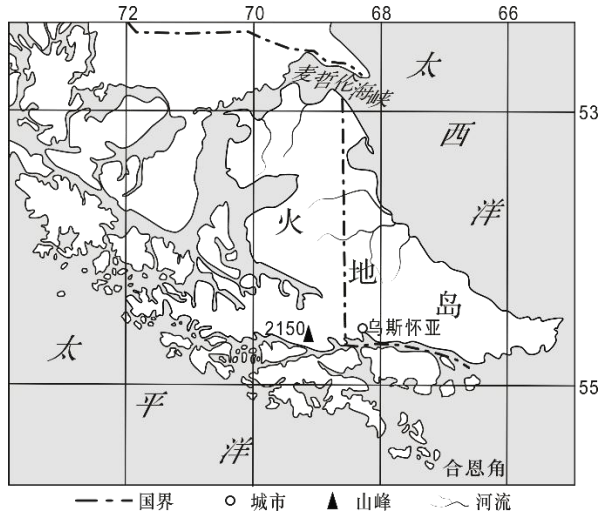 72 70 68 66
麦哲伦海峡
太
西
洋
53
火
地
岛
2150
乌斯怀亚
太
平
洋
55
合恩角
国界 城市 山峰 河流